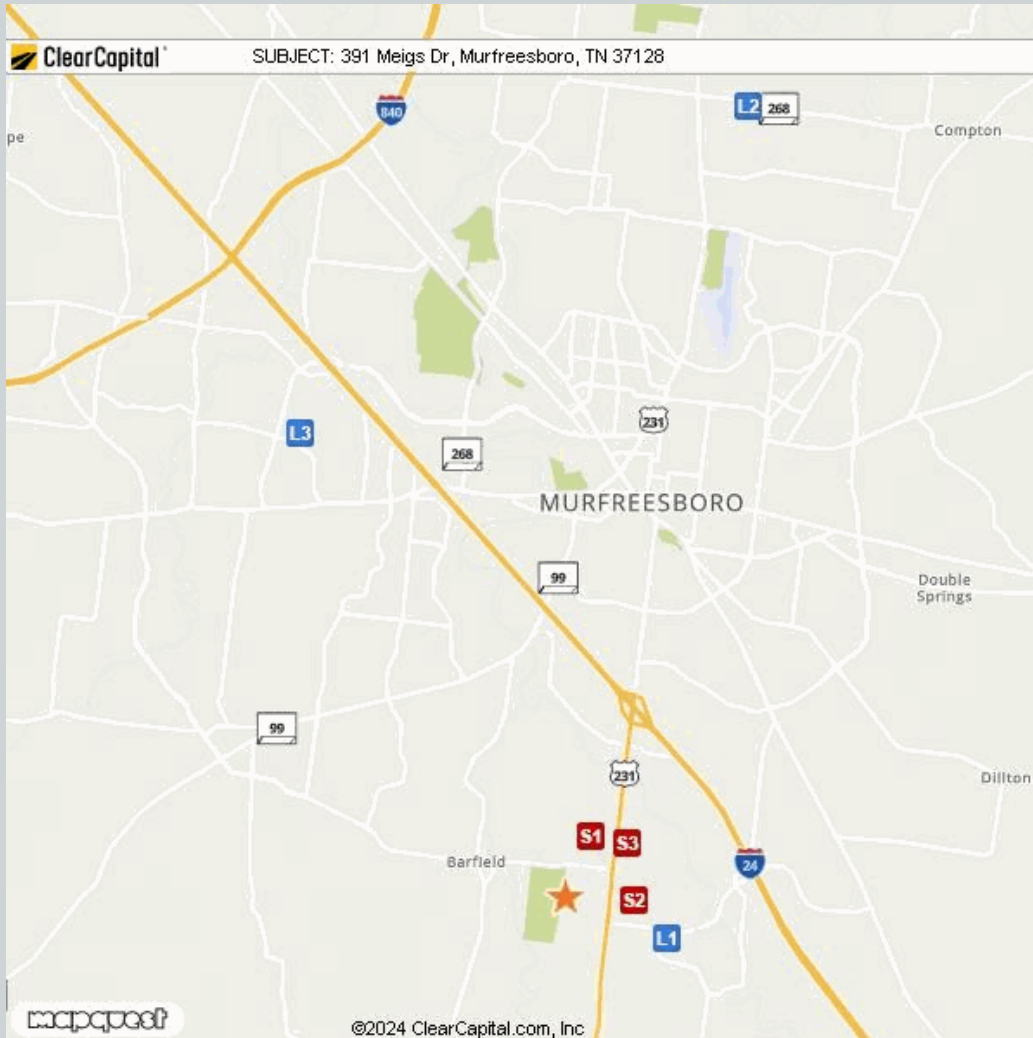 ClearCapital
SUBJECT: 391 Meigs Dr, Murfreesboro, TN 37128
840
L2
268
Compton
pe
231
L3
268
MURFREESBORO
99
Double
Springs
99
231
Dillton
S1
S3
Barfield
24
S2
L1
mapquest
©2024 ClearCapital.com, Inc